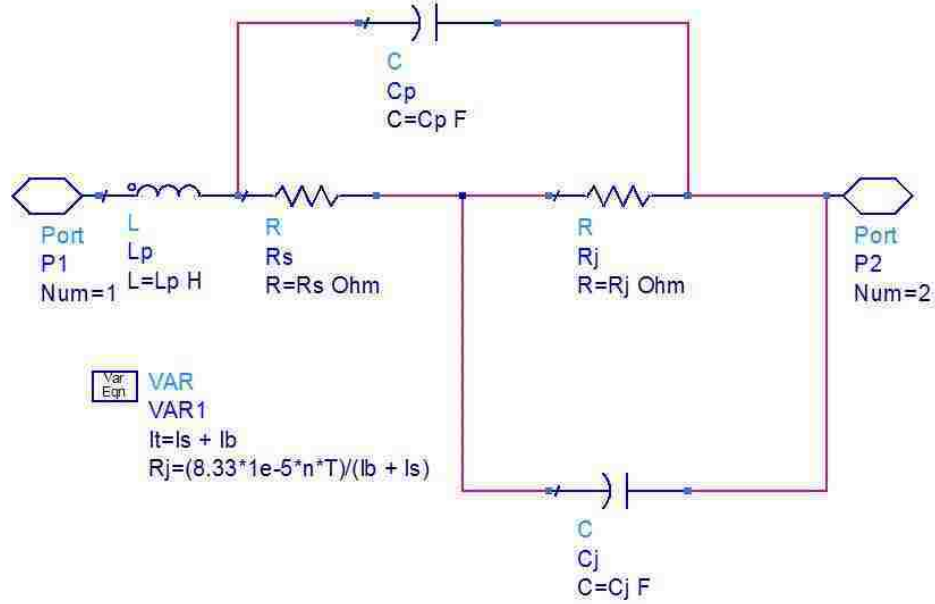 C
Cp
C=Cp F
Port
P1
Num=1
L
Lp
L=Lp H
R
Rs
R=Rs Ohm
R
Rj
R=Rj Ohm
Port
P2
Num=2
Var
Eqn
VAR
VAR1
It=Is + Ib
Rj=(8.33*1e-5*n*T)/(Ib + Is)
C
Cj
C=Cj F